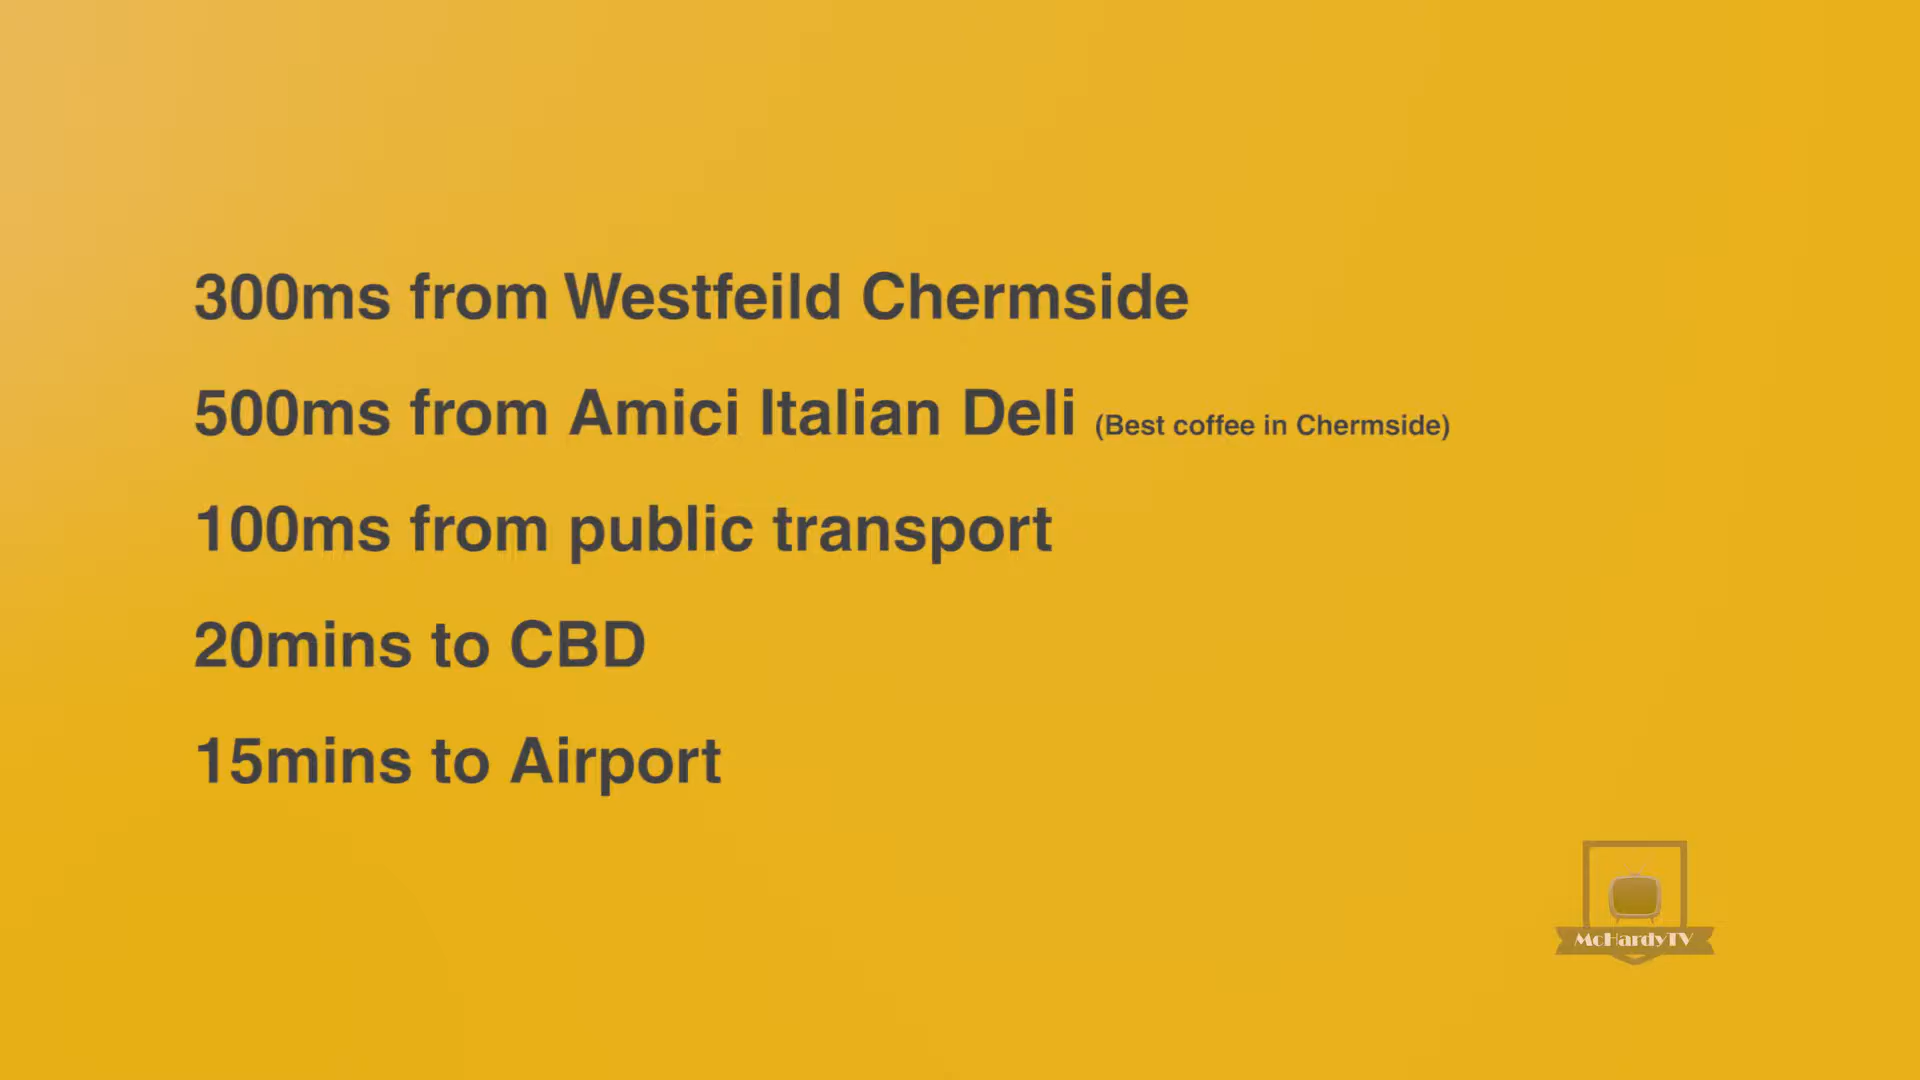 300ms from Westfeild Chermside
500ms from Amici Italian Deli (Best coffee in Chermside)
100ms from public transport
20mins to CBD
15mins to Airport
McHardyTV